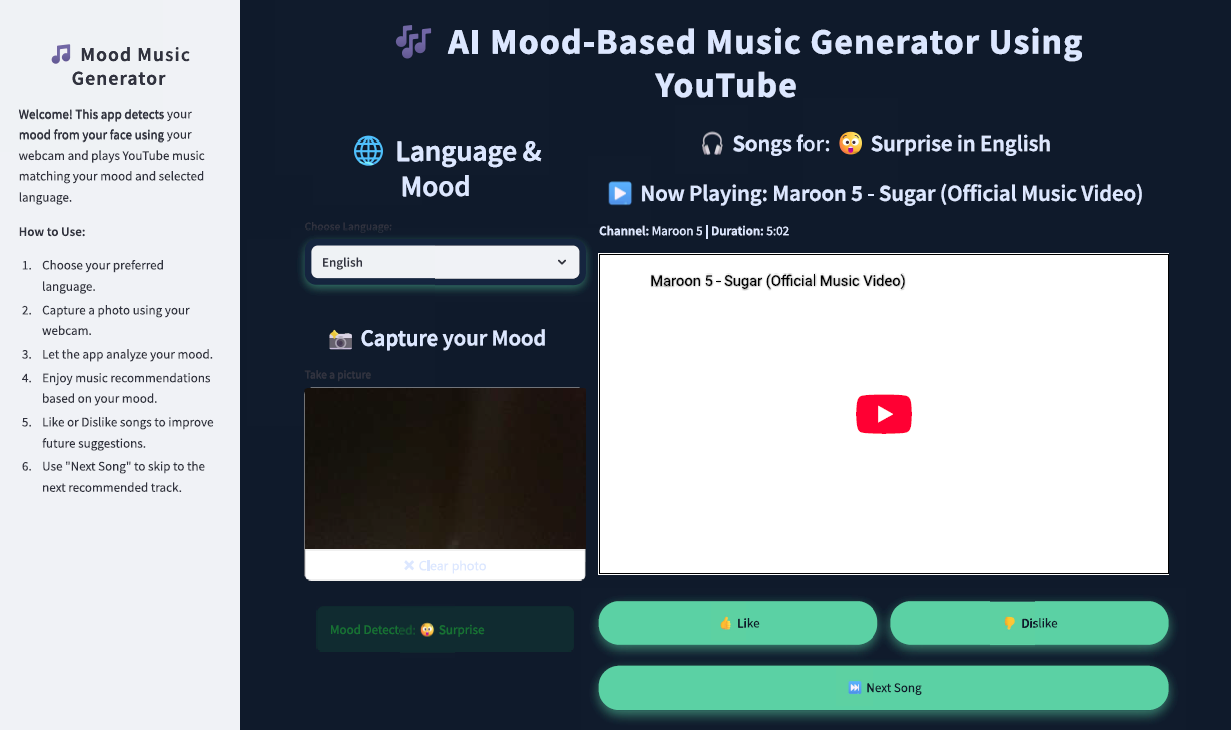 🎵 Mood Music
Generator
Welcome! This app detects your
mood from your face using your
webcam and plays YouTube music
matching your mood and selected
language.
How to Use:
1. Choose your preferred
language.
2. Capture a photo using your
webcam.
3. Let the app analyze your mood.
4. Enjoy music recommendations
based on your mood.
5. Like or Dislike songs to improve
future suggestions.
6. Use "Next Song" to skip to the
next recommended track.
🎶 AI Mood-Based Music Generator Using
YouTube
🌐 Language &
Mood
Choose Language:
English
📸 Capture your Mood
Take a picture
✖ Clear photo
Mood Detected: 😲 Surprise
🎧 Songs for: 😲 Surprise in English
▶️ Now Playing: Maroon 5 - Sugar (Official Music Video)
Channel: Maroon 5 | Duration: 5:02
Maroon 5 - Sugar (Official Music Video)
👍 Like
👎 Dislike
⏭️ Next Song